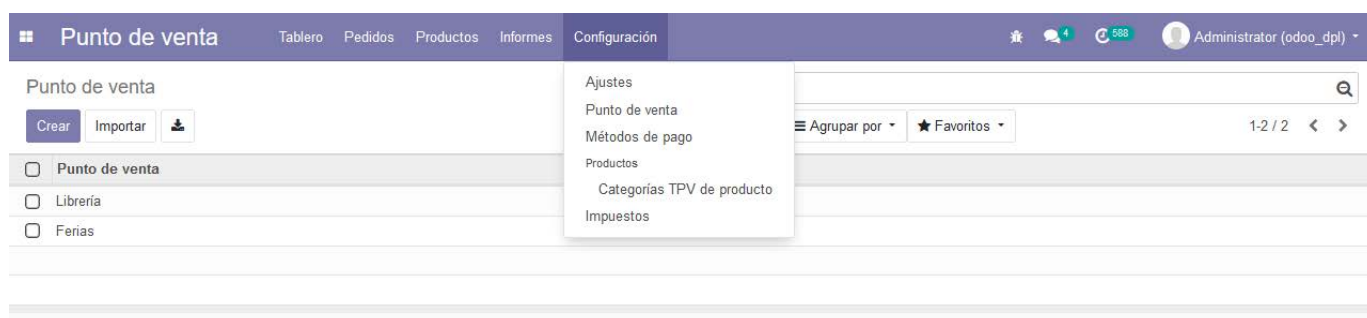 Punto de venta Tablero Pedidos Productos Informes Configuración 4 588 Administrator (odoo_dpl)
Punto de venta
Crear Importar
Agrupar por Favoritos 1-2 / 2
Ajustes
Punto de venta
Métodos de pago
Productos
Categorías TPV de producto
Impuestos
Punto de venta
Librería
Ferias